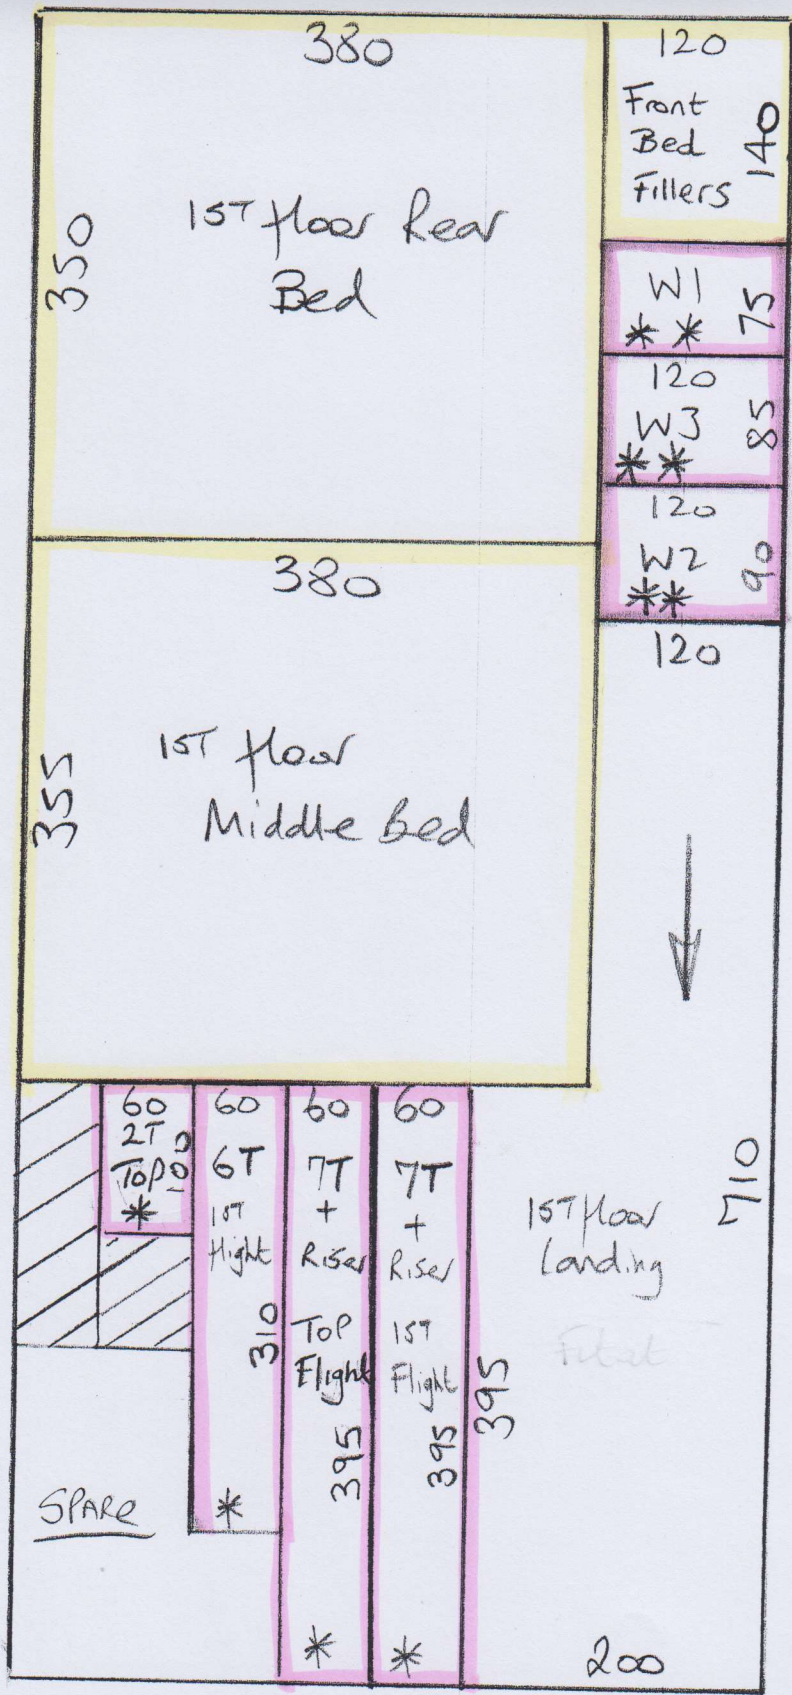 380
1ST floor Rear
Bed
350
120
Front
Bed
Fillers
140
W1
* *
75
120
W3
* *
85
120
W2
**
90
120
380
1ST floor
Middle Bed
355
60
2T
TOP
100
*
60
6T
1ST
flight
310
*
60
7T
+
Riser
TOP
Flight
395
*
60
7T
+
Riser
1ST
Flight
395
*
395
1ST floor
Landing
710
200
SPARE